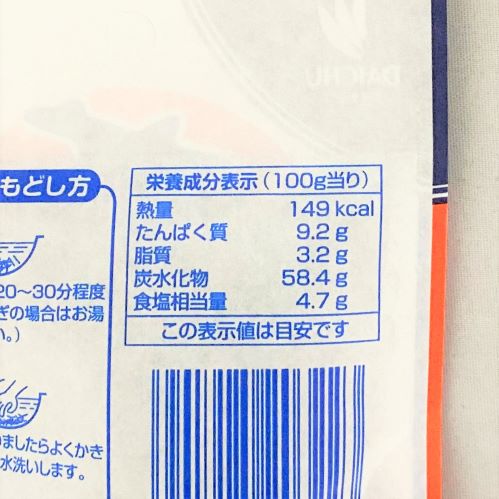 DAICHU
もどし方
20〜30分程度
ぎの場合はお湯
い。)
いましたらよくかき
水洗いします。
栄養成分表示(100g当り)
熱量 149 kcal
たんぱく質 9.2 g
脂質 3.2 g
炭水化物 58.4 g
食塩相当量 4.7 g
この表示値は目安です